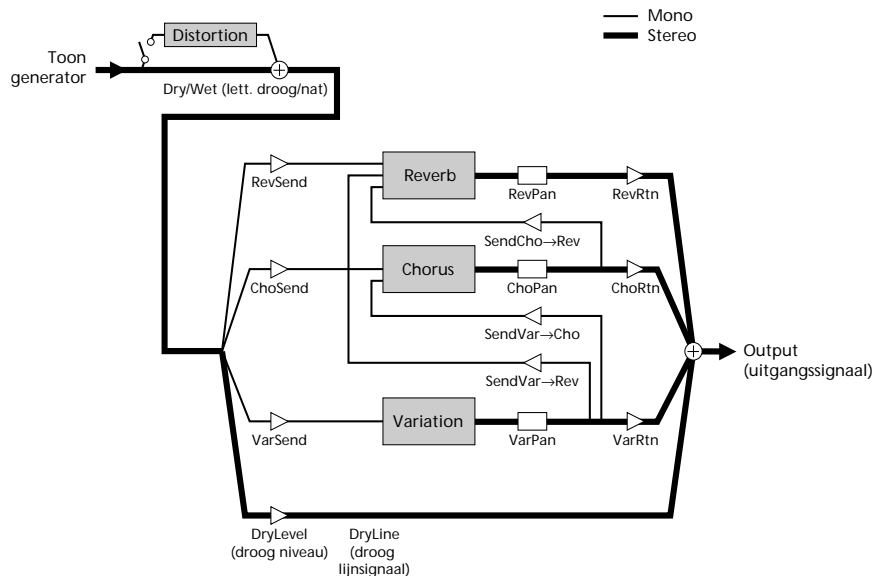 Mono
Stereo
Distortion
Toon
generator
Dry/Wet (lett. droog/nat)
RevSend
Reverb
RevPan
RevRtn
SendCho→Rev
ChoSend
Chorus
ChoPan
ChoRtn
SendVar→Cho
Output
(uitgangssignaal)
SendVar→Rev
VarSend
Variation
VarPan
VarRtn
DryLevel
(droog niveau)
DryLine
(droog
lijnsignaal)